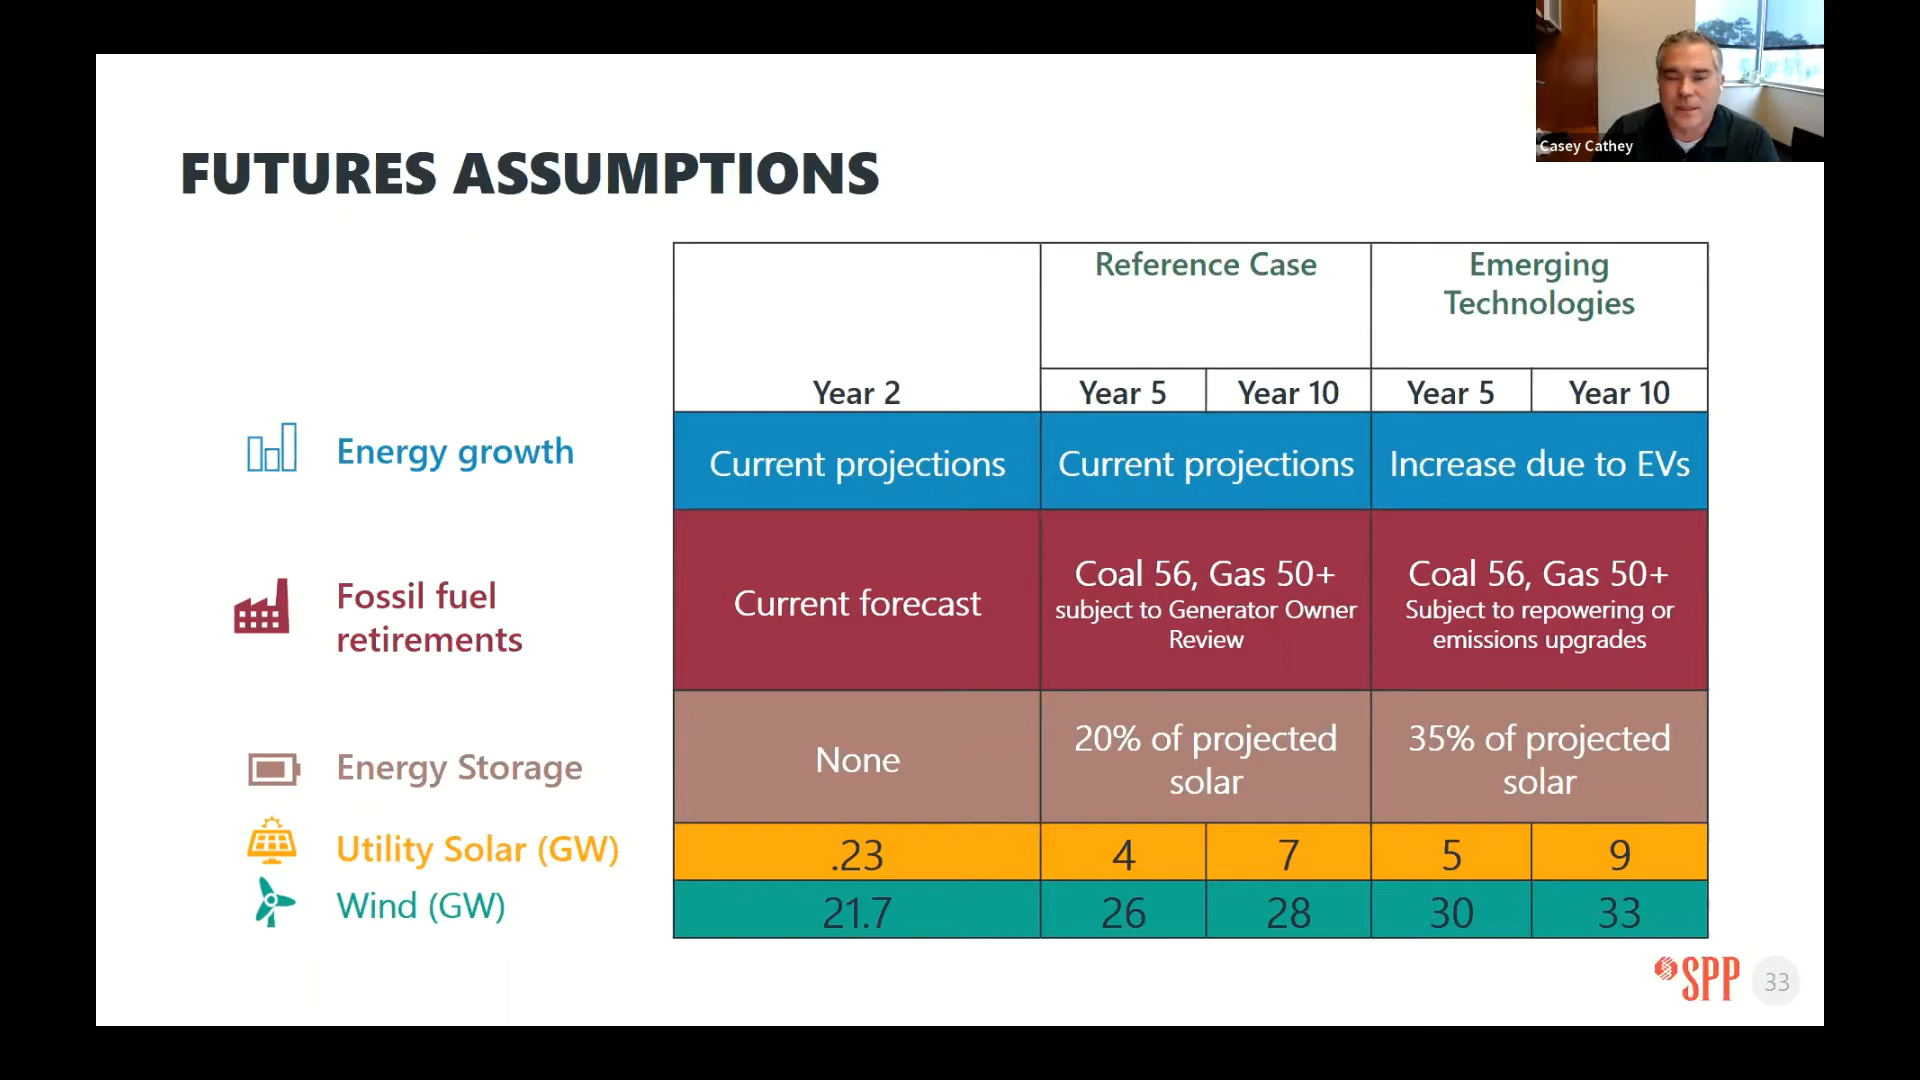 Casey Cathey
FUTURES ASSUMPTIONS
Reference Case
Emerging
Technologies
Year 2
Year 5
Year 10
Year 5
Year 10
Energy growth
Current projections
Current projections
Increase due to EVs
Fossil fuel
retirements
Current forecast
Coal 56, Gas 50+
subject to Generator Owner
Review
Coal 56, Gas 50+
Subject to repowering or
emissions upgrades
Energy Storage
None
20% of projected
solar
35% of projected
solar
Utility Solar (GW)
.23
4
7
5
9
Wind (GW)
21.7
26
28
30
33
SPP
33